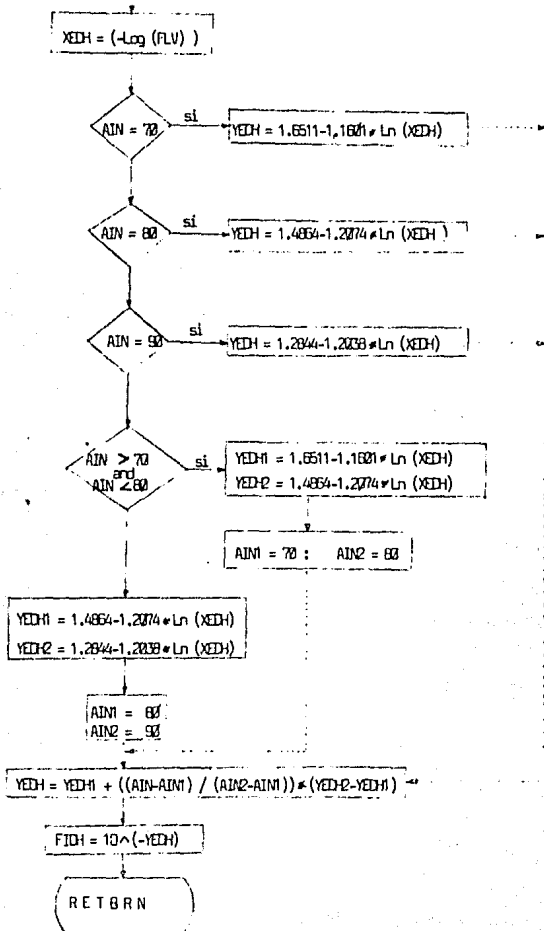 XEDH = (-Log (FLV) )
AIN = 70
si
YEDH = 1.6511-1.1601*Ln (XEDH)
AIN = 80
si
YEDH = 1.4864-1.2074*Ln (XEDH )
AIN = 90
si
YEDH = 1.2844-1.2038*Ln (XEDH)
AIN > 70
and
AIN <80
si
YEDH1 = 1.6511-1.1601*Ln (XEDH)
YEDH2 = 1.4864-1.2074*Ln (XEDH)
AIN1 = 70 : AIN2 = 80
YEDH1 = 1.4864-1.2074*Ln (XEDH)
YEDH2 = 1.2844-1.2038*Ln (XEDH)
AIN1 = 80
AIN2 = 90
YEDH = YEDH1 + ((AIN-AIN1) / (AIN2-AIN1))*(YEDH2-YEDH1)
FIDH = 10^(-YEDH)
RETORN